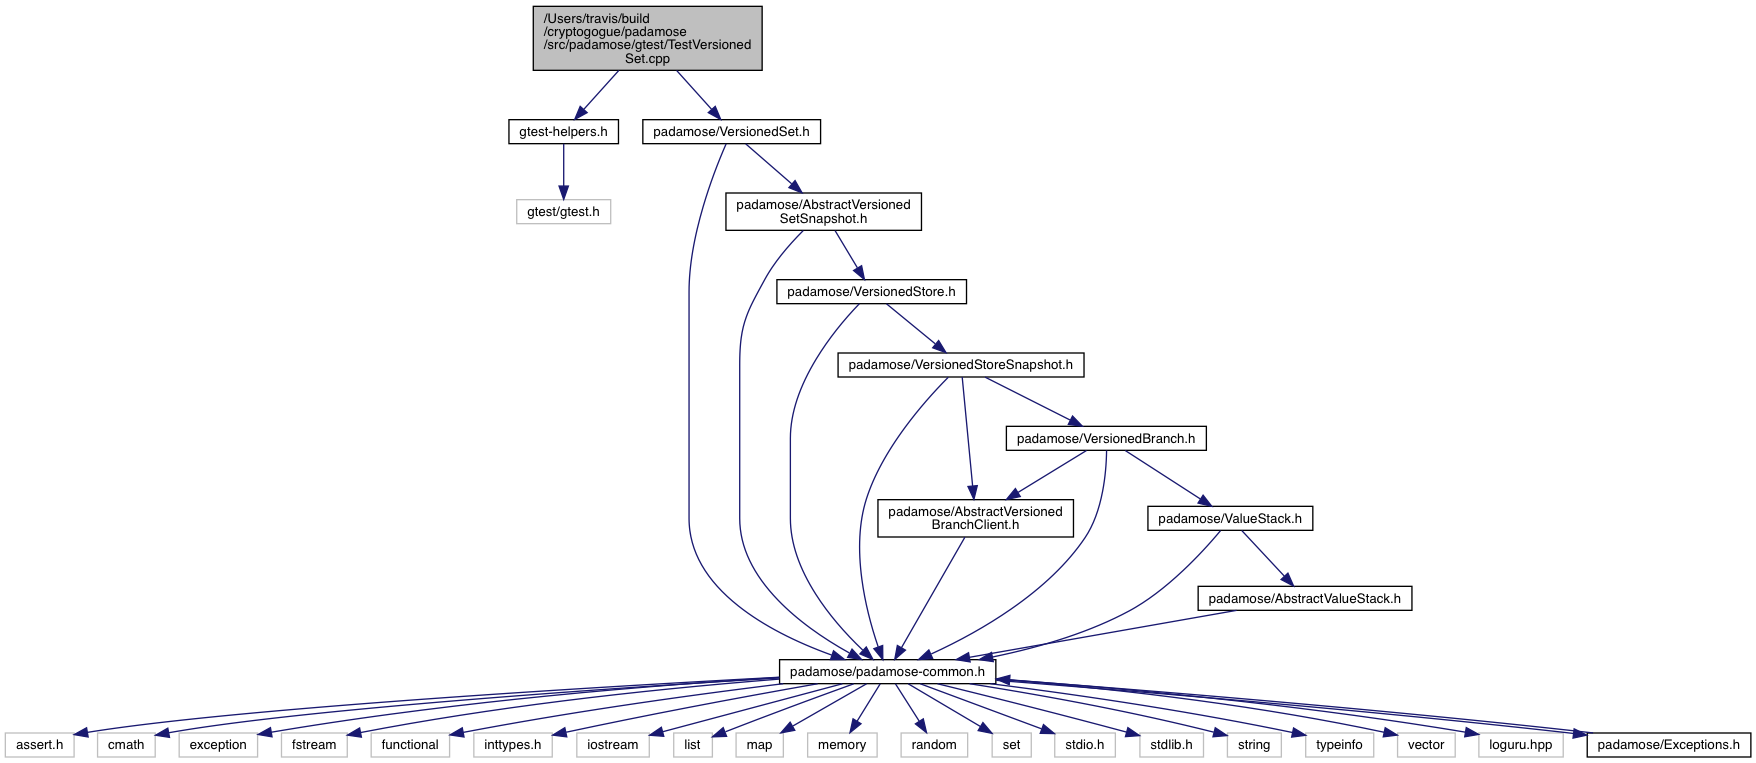 /Users/travis/build
/cryptogogue/padamose
/src/padamose/gtest/TestVersioned
Set.cpp
gtest-helpers.h
padamose/VersionedSet.h
gtest/gtest.h
padamose/AbstractVersioned
SetSnapshot.h
padamose/VersionedStore.h
padamose/VersionedStoreSnapshot.h
padamose/VersionedBranch.h
padamose/AbstractVersioned
BranchClient.h
padamose/ValueStack.h
padamose/AbstractValueStack.h
padamose/padamose-common.h
assert.h
cmath
exception
fstream
functional
inttypes.h
iostream
list
map
memory
random
set
stdio.h
stdlib.h
string
typeinfo
vector
loguru.hpp
padamose/Exceptions.h